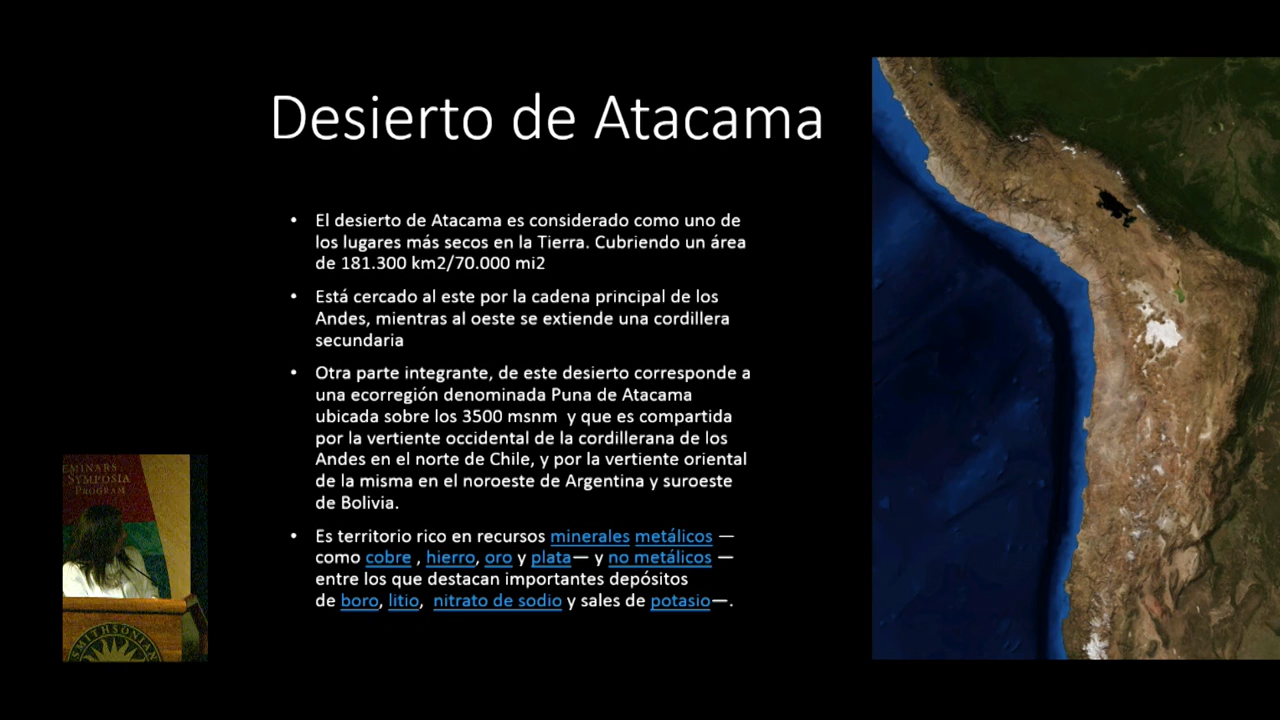 Desierto de Atacama
• El desierto de Atacama es considerado como uno de
los lugares más secos en la Tierra. Cubriendo un área
de 181.300 km2/70.000 mi2
• Está cercado al este por la cadena principal de los
Andes, mientras al oeste se extiende una cordillera
secundaria
• Otra parte integrante, de este desierto corresponde a
una ecorregión denominada Puna de Atacama
ubicada sobre los 3500 msnm y que es compartida
por la vertiente occidental de la cordillerana de los
Andes en el norte de Chile, y por la vertiente oriental
de la misma en el noroeste de Argentina y suroeste
de Bolivia.
• Es territorio rico en recursos minerales metálicos —
como cobre , hierro, oro y plata— y no metálicos —
entre los que destacan importantes depósitos
de boro, litio, nitrato de sodio y sales de potasio—.
EMINARS
SYMPOSIA
PROGRAM
SMITHSONIAN